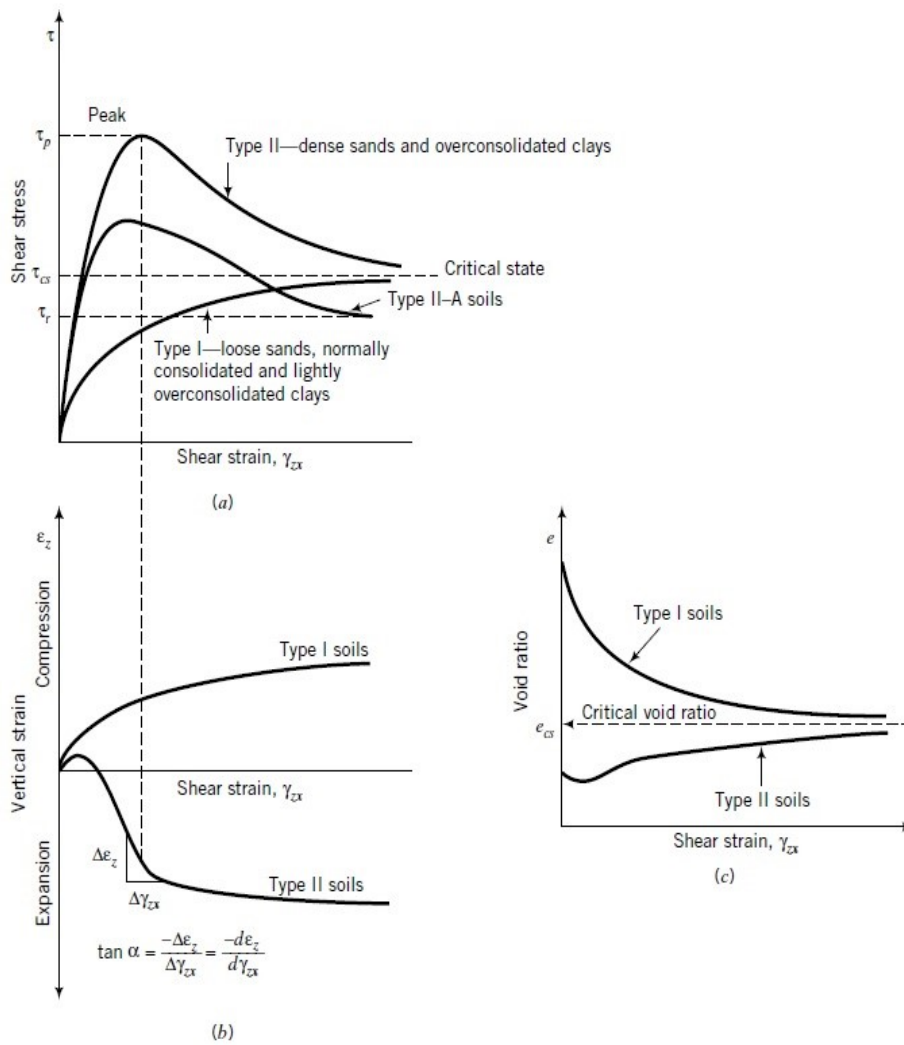 τ
Peak
τp
Type II—dense sands and overconsolidated clays
Shear stress
τcs
Critical state
τr
Type II–A soils
Type I—loose sands, normally
consolidated and lightly
overconsolidated clays
Shear strain, γzx
(a)
εz
Compression
Type I soils
Vertical strain
Shear strain, γzx
Expansion
Δεz
Δγzx
Type II soils
tan α = -Δεz/Δγzx = -dεz/dγzx
(b)
e
Type I soils
Void ratio
Critical void ratio
ecs
Type II soils
Shear strain, γzx
(c)